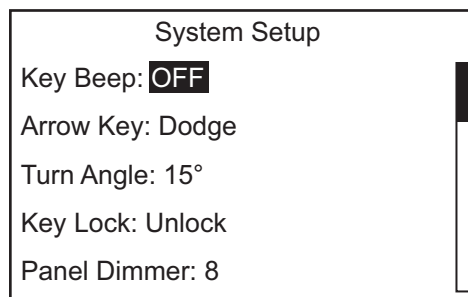 System Setup
Key Beep: OFF
Arrow Key: Dodge
Turn Angle: 15°
Key Lock: Unlock
Panel Dimmer: 8